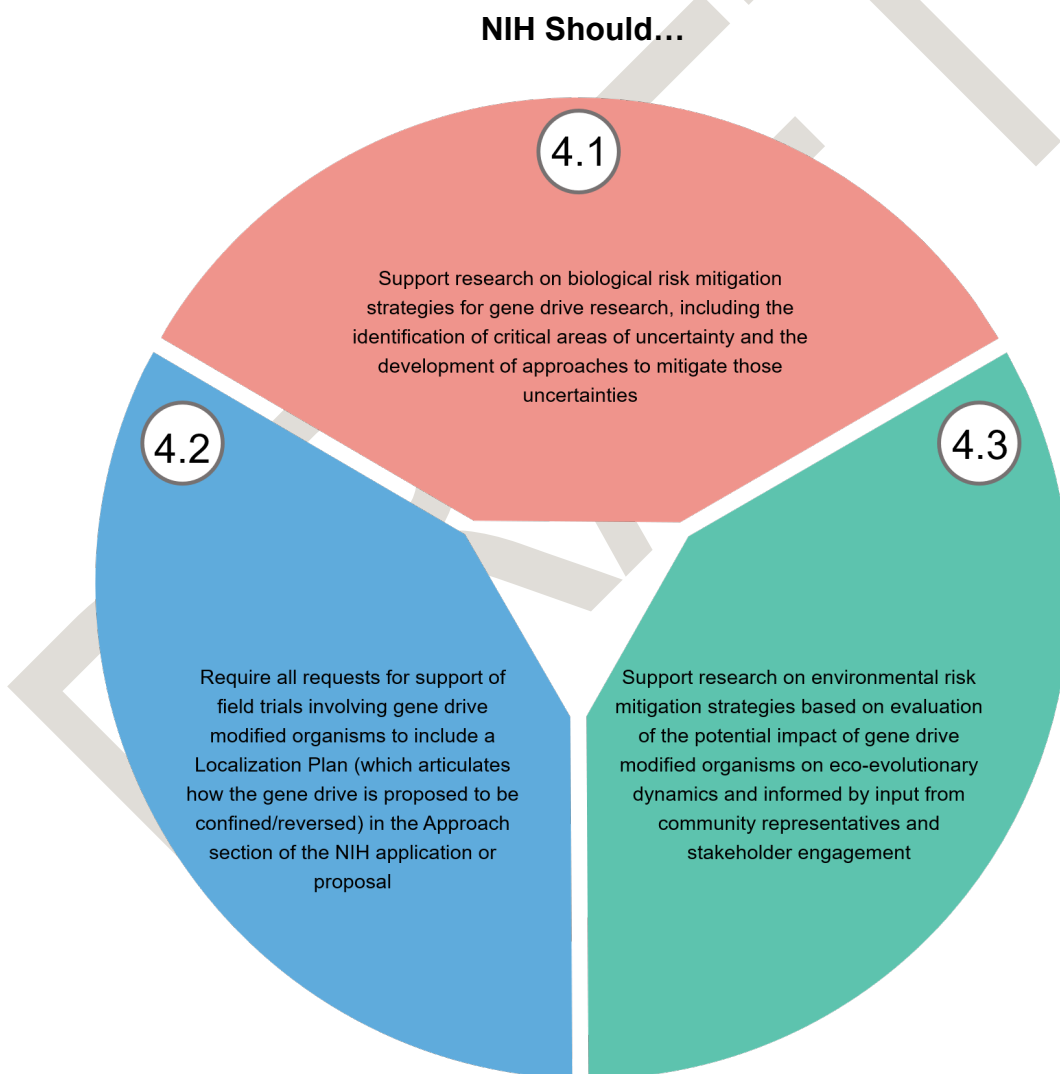 NIH Should…
4.1
Support research on biological risk mitigation
strategies for gene drive research, including the
identification of critical areas of uncertainty and the
development of approaches to mitigate those
uncertainties
4.2
Require all requests for support of
field trials involving gene drive
modified organisms to include a
Localization Plan (which articulates
how the gene drive is proposed to be
confined/reversed) in the Approach
section of the NIH application or
proposal
4.3
Support research on environmental risk
mitigation strategies based on evaluation
of the potential impact of gene drive
modified organisms on eco-evolutionary
dynamics and informed by input from
community representatives and
stakeholder engagement